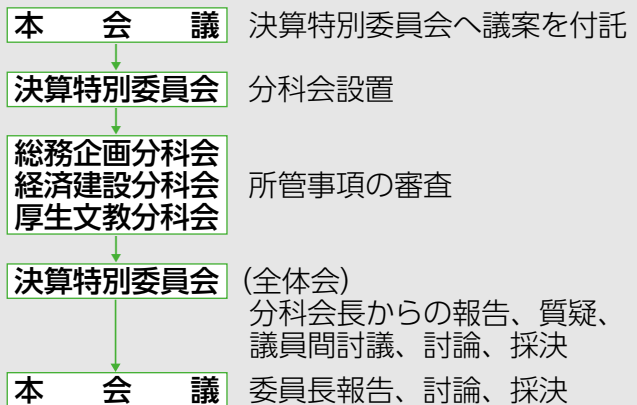 本会議 決算特別委員会へ議案を付託
決算特別委員会 分科会設置
総務企画分科会
経済建設分科会 所管事項の審査
厚生文教分科会
決算特別委員会 (全体会)
分科会長からの報告、質疑、
議員間討議、討論、採決
本会議 委員長報告、討論、採決